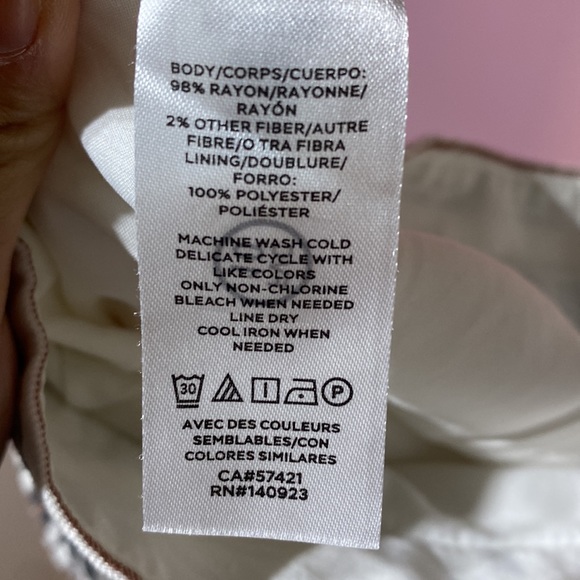 BODY/CORPS/CUERPO:
98% RAYON/RAYONNE/
RAYÓN
2% OTHER FIBER/AUTRE
FIBRE/O TRA FIBRA
LINING/DOUBLURE/
FORRO:
100% POLYESTER/
POLIÉSTER
MACHINE WASH COLD
DELICATE CYCLE WITH
LIKE COLORS
ONLY NON-CHLORINE
BLEACH WHEN NEEDED
LINE DRY
COOL IRON WHEN
NEEDED
30 P
AVEC DES COULEURS
SEMBLABLES/CON
COLORES SIMILARES
CA#57421
RN#140923